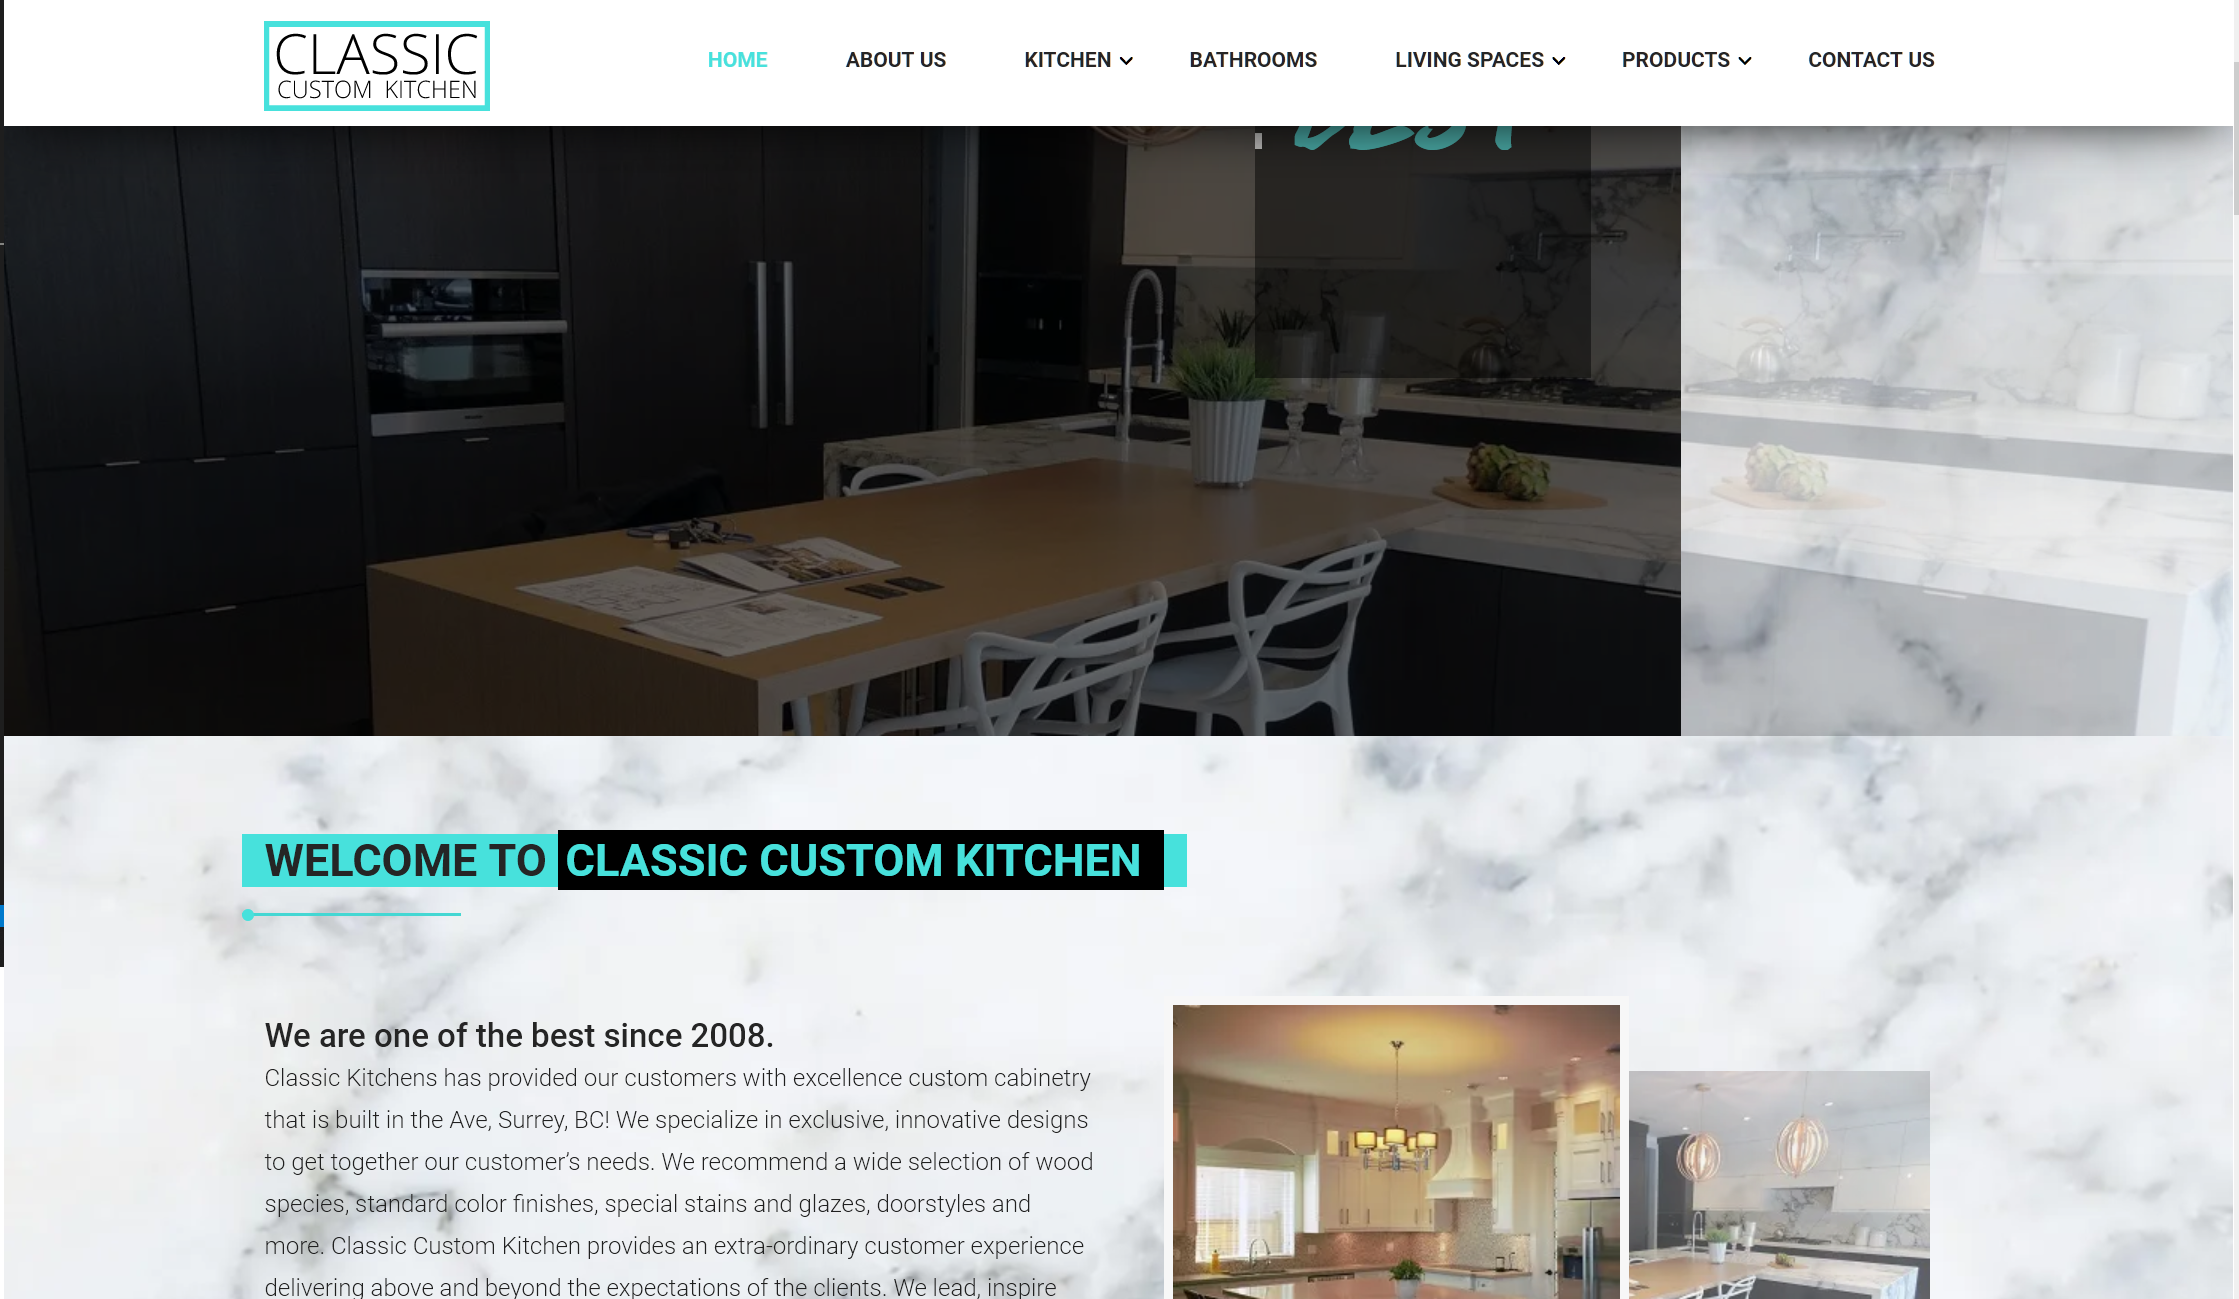 CLASSIC
CUSTOM KITCHEN
HOME
ABOUT US
KITCHEN
BATHROOMS
LIVING SPACES
PRODUCTS
CONTACT US
WELCOME TO CLASSIC CUSTOM KITCHEN
We are one of the best since 2008.
Classic Kitchens has provided our customers with excellence custom cabinetry
that is built in the Ave, Surrey, BC! We specialize in exclusive, innovative designs
to get together our customer’s needs. We recommend a wide selection of wood
species, standard color finishes, special stains and glazes, doorstyles and
more. Classic Custom Kitchen provides an extra-ordinary customer experience
delivering above and beyond the expectations of the clients. We lead, inspire